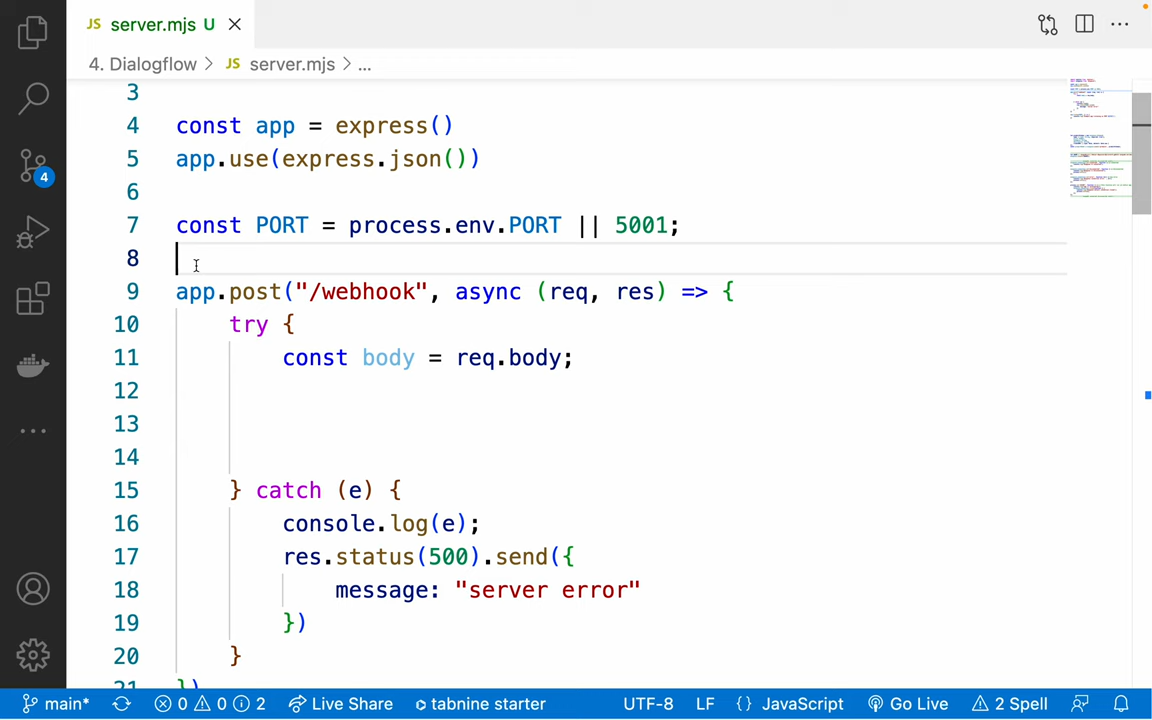 JS server.mjs U
4. Dialogflow > JS server.mjs > ...
3
4 const app = express()
5 app.use(express.json())
6
7 const PORT = process.env.PORT || 5001;
8
9 app.post("/webhook", async (req, res) => {
10 try {
11 const body = req.body;
12
13
14
15 } catch (e) {
16 console.log(e);
17 res.status(500).send({
18 message: "server error"
19 })
20 }
21 })
4
main* 0 0 2 Live Share tabnine starter UTF-8 LF {} JavaScript Go Live 2 Spell